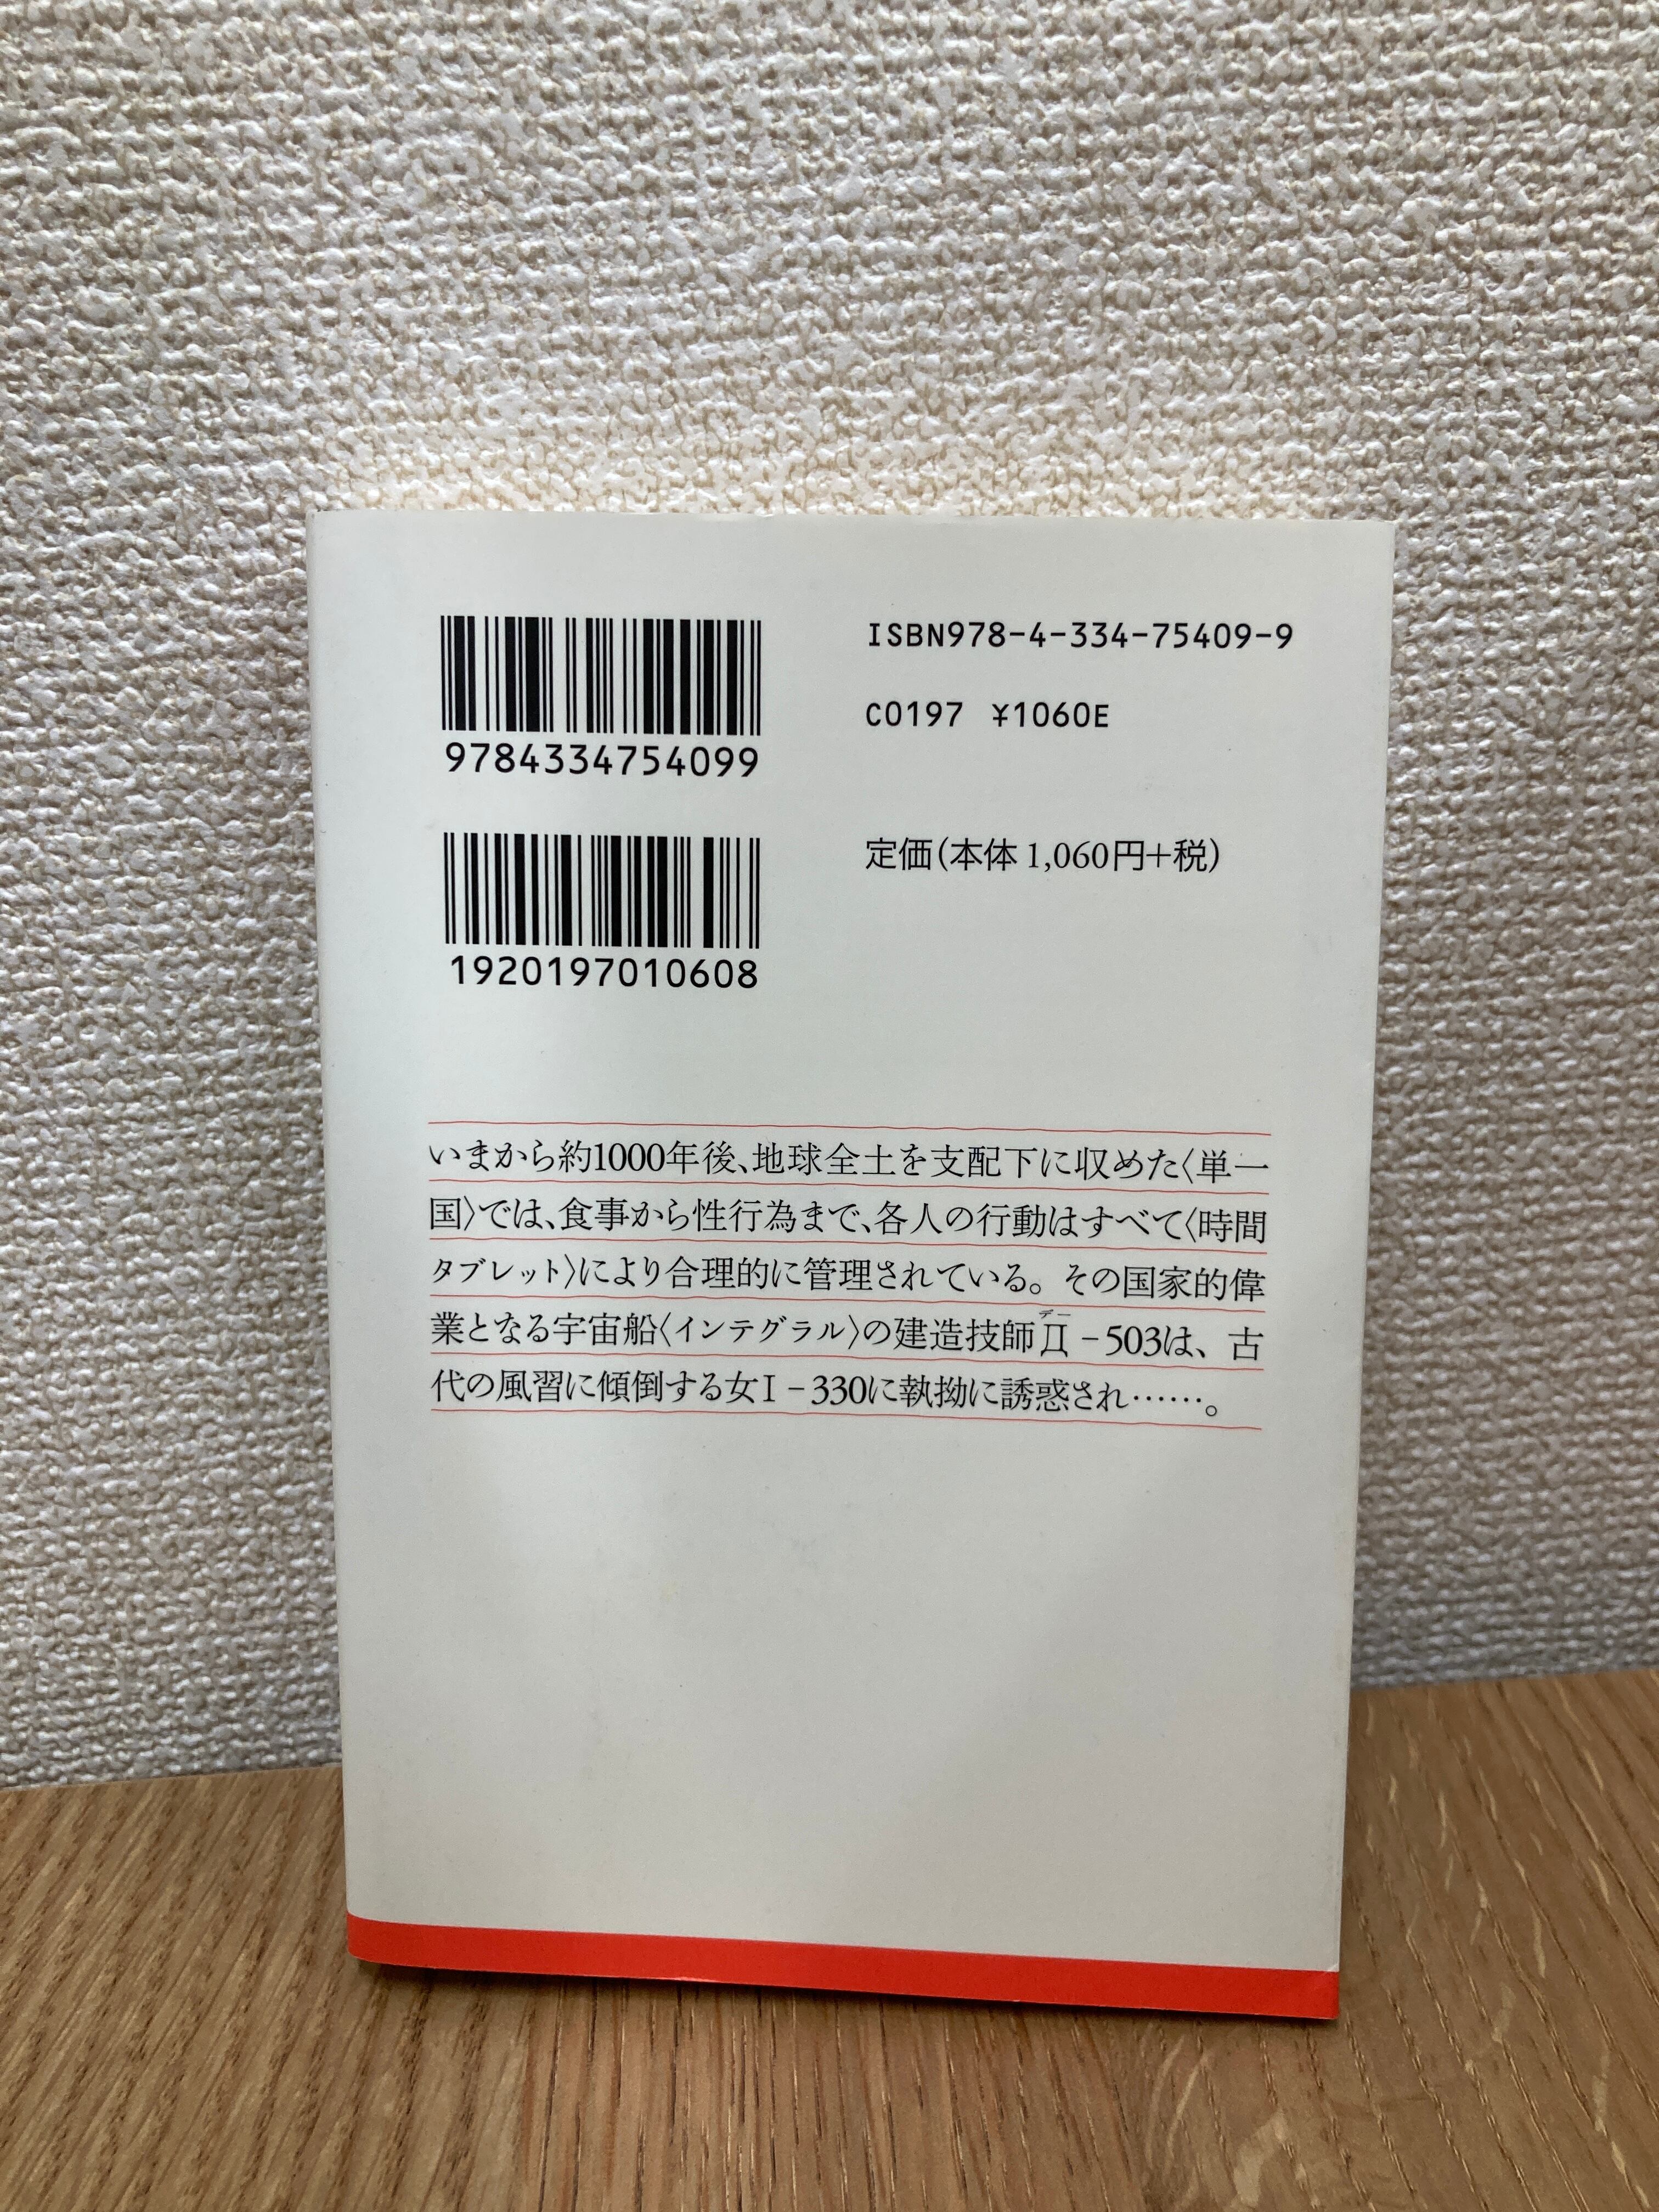 ISBN978-4-334-75409-9
C0197 ¥1060E
9784334754099
定価(本体1,060円+税)
1920197010608
いまから約1000年後、地球全土を支配下に収めた〈単一
国〉では、食事から性行為まで、各人の行動はすべて〈時間
タブレット〉により合理的に管理されている。その国家的偉
デー
業となる宇宙船〈インテグラル〉の建造技師Д-503は、古
代の風習に傾倒する女I-330に執拗に誘惑され……。